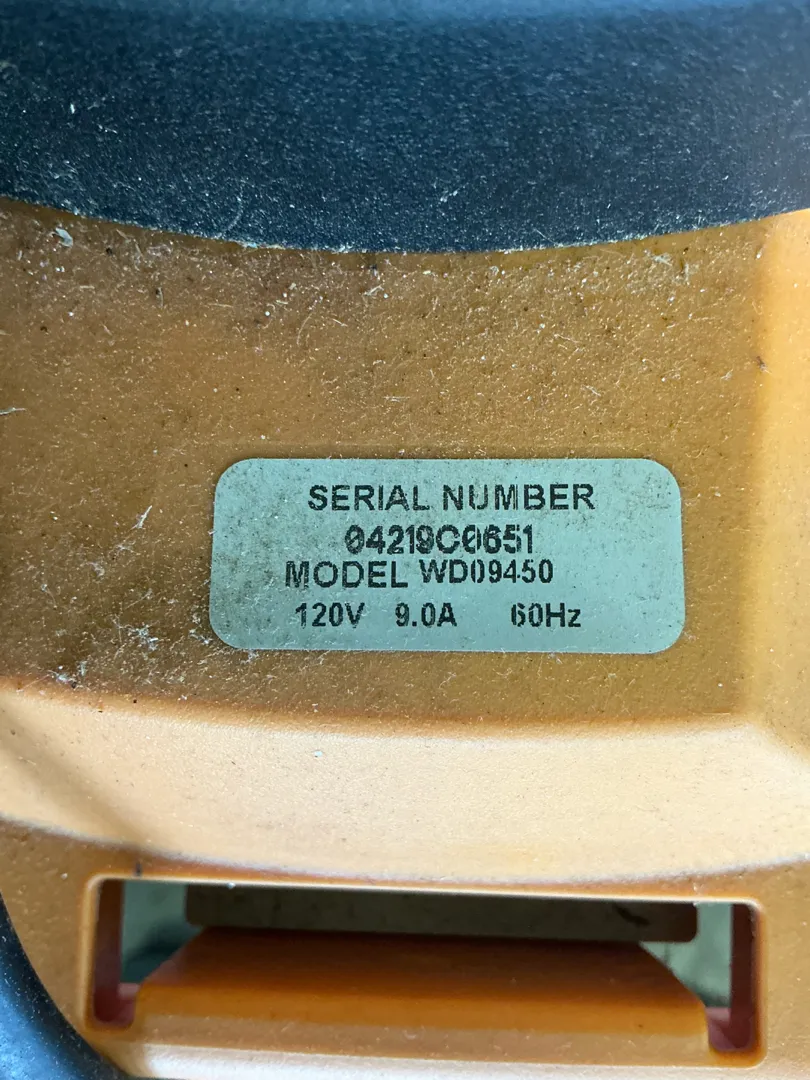 SERIAL NUMBER
04219C0651
MODEL WD09450
120V 9.0A 60Hz